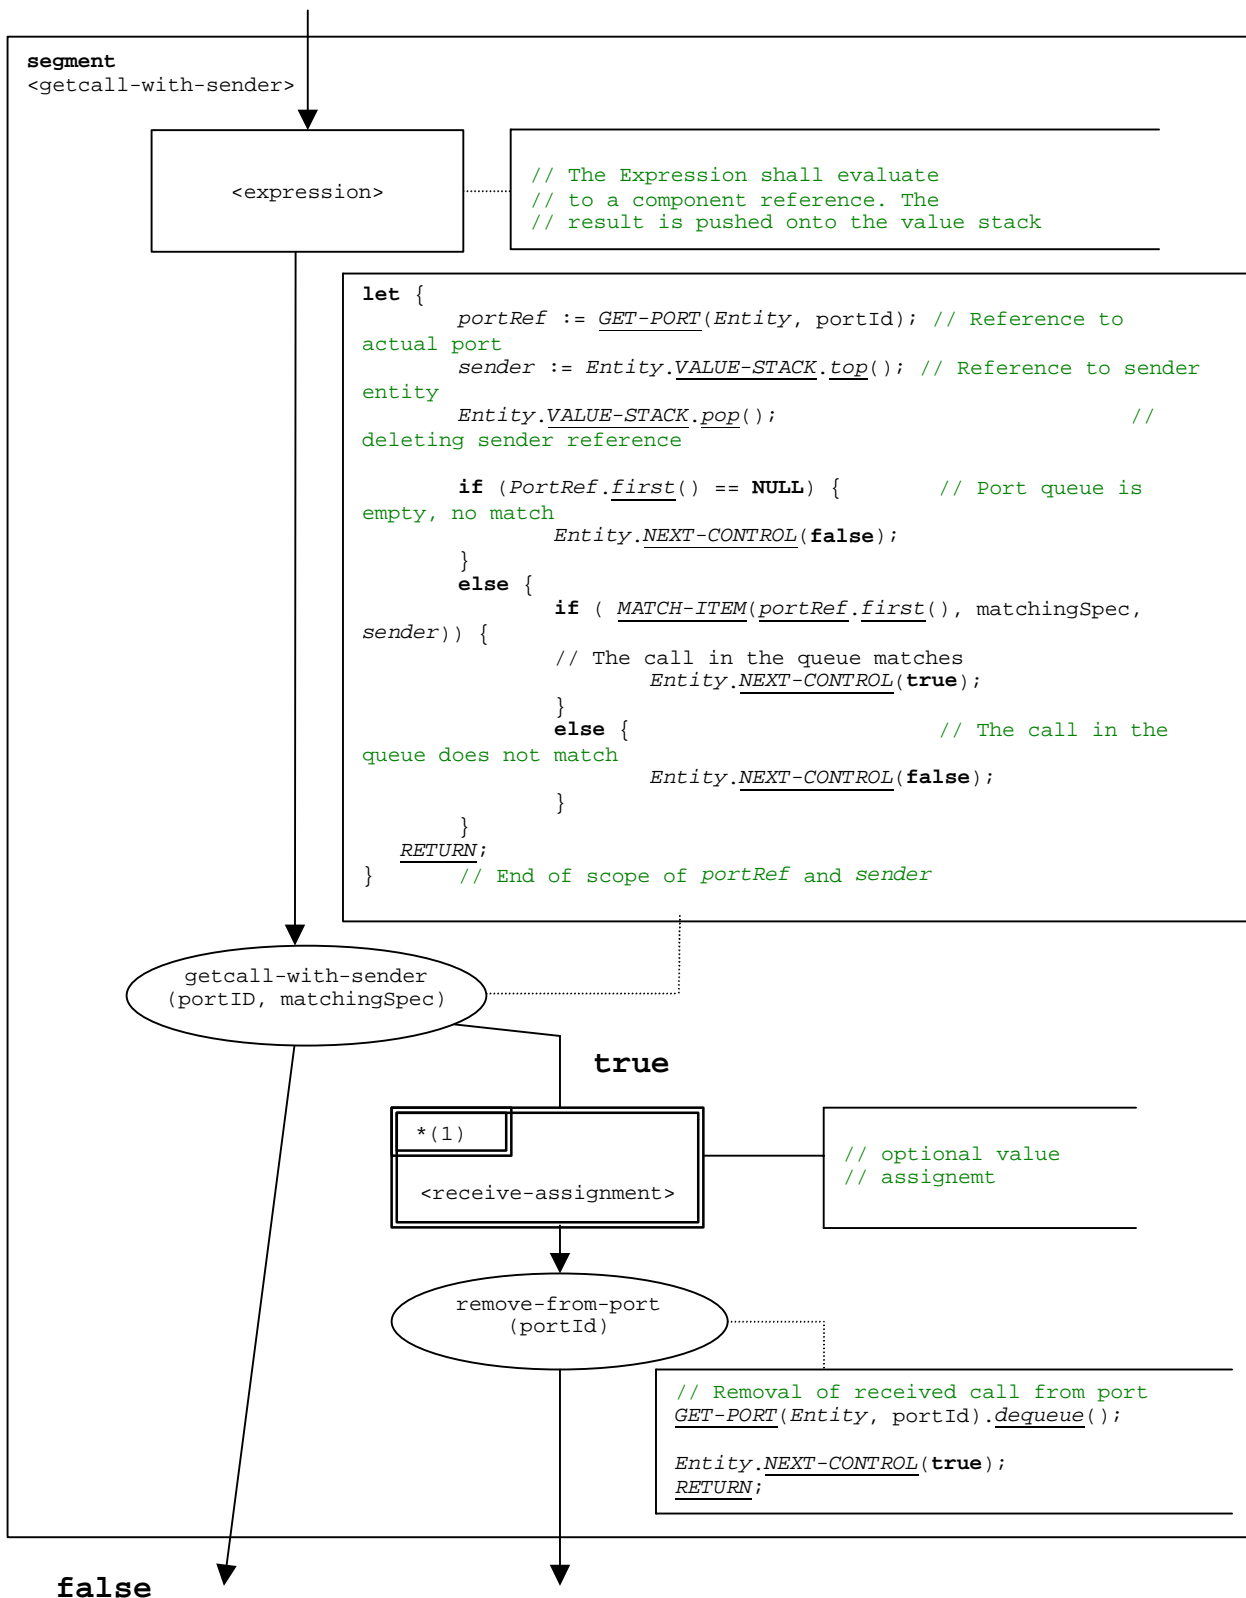 segment
<getcall-with-sender>
<expression>
// The Expression shall evaluate
// to a component reference. The
// result is pushed onto the value stack
let {
portRef := GET-PORT(Entity, portId); // Reference to
actual port
sender := Entity.VALUE-STACK.top(); // Reference to sender
entity
Entity.VALUE-STACK.pop(); //
deleting sender reference
if (PortRef.first() == NULL) { // Port queue is
empty, no match
Entity.NEXT-CONTROL(false);
}
else {
if ( MATCH-ITEM(portRef.first(), matchingSpec,
sender)) {
// The call in the queue matches
Entity.NEXT-CONTROL(true);
}
else { // The call in the
queue does not match
Entity.NEXT-CONTROL(false);
}
}
RETURN;
} // End of scope of portRef and sender
getcall-with-sender
(portID, matchingSpec)
true
*(1)
<receive-assignment>
// optional value
// assignemt
remove-from-port
(portId)
// Removal of received call from port
GET-PORT(Entity, portId).dequeue();
Entity.NEXT-CONTROL(true);
RETURN;
false